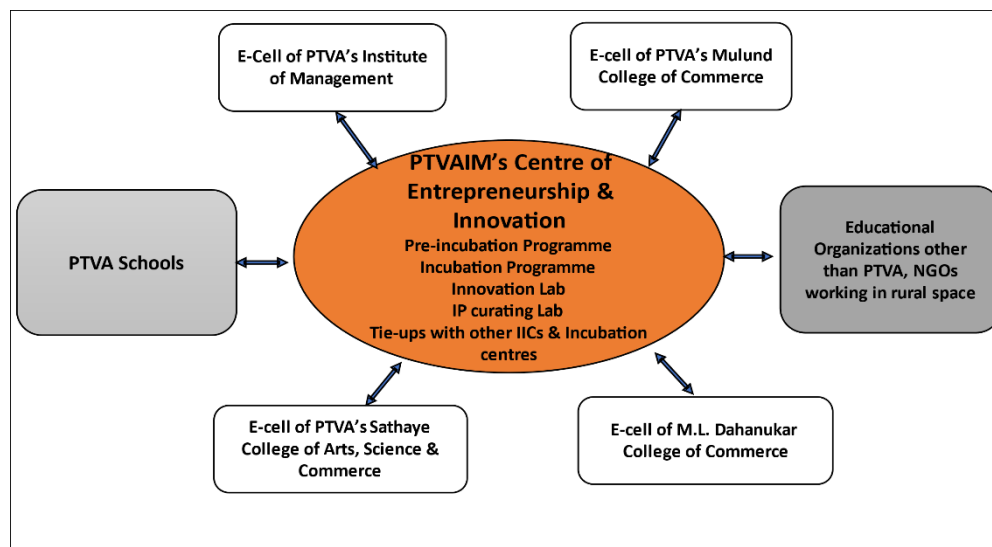 E-Cell of PTVA's Institute
of Management
E-cell of PTVA's Mulund
College of Commerce
PTVAIM's Centre of
Entrepreneurship &
Innovation
Pre-incubation Programme
Incubation Programme
Innovation Lab
IP curating Lab
Tie-ups with other IICs & Incubation
centres
PTVA Schools
Educational
Organizations other
than PTVA, NGOs
working in rural space
E-cell of PTVA's Sathaye
College of Arts, Science &
Commerce
E-cell of M.L. Dahanukar
College of Commerce